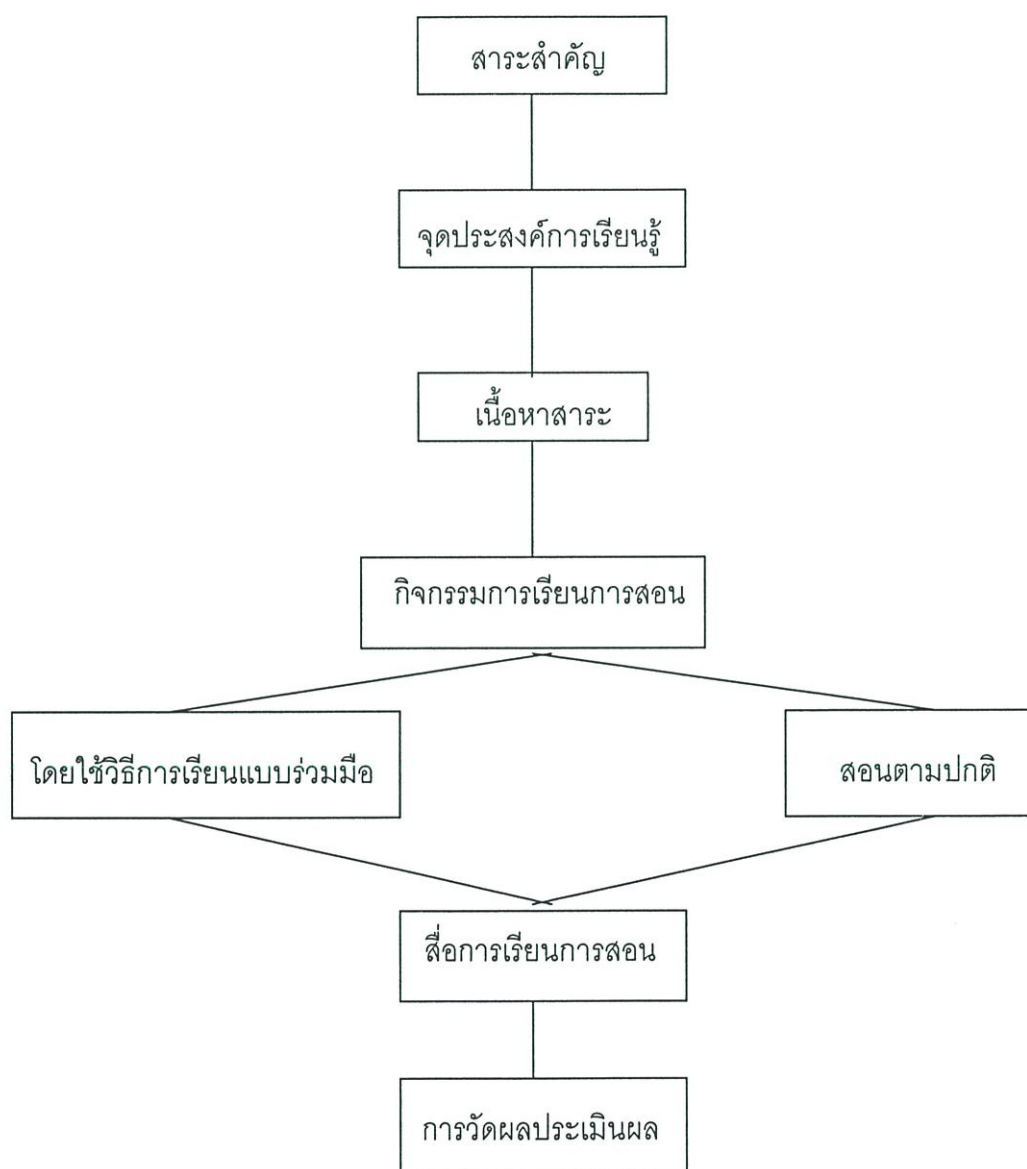 สาระสำคัญ
จุดประสงค์การเรียนรู้
เนื้อหาสาระ
กิจกรรมการเรียนการสอน
โดยใช้วิธีการเรียนแบบร่วมมือ
สอนตามปกติ
สื่อการเรียนการสอน
การวัดผลประเมินผล